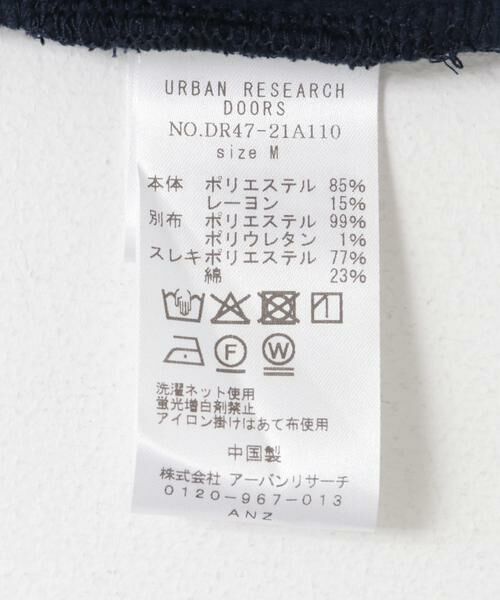 URBAN RESEARCH
DOORS
NO.DR47-21A110
size M
本体 ポリエステル 85%
レーヨン 15%
別布 ポリエステル 99%
ポリウレタン 1%
スレキポリエステル 77%
綿 23%
F W
洗濯ネット使用
蛍光増白剤禁止
アイロン掛けはあて布使用
中国製
株式会社 アーバンリサーチ
0120-967-013
ANZ